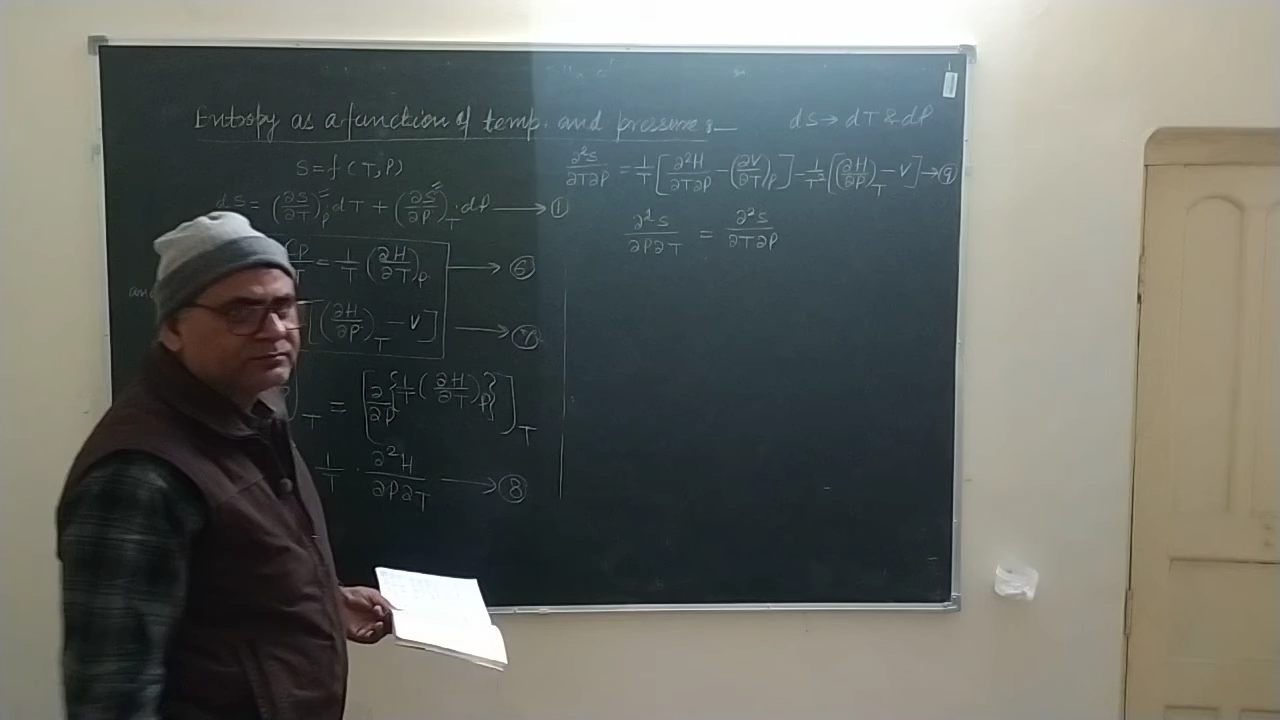 Entropy as a function of temp. and pressure :—
dS → dT & dP
S = f (T, P)
dS = (∂S/∂T)_P . dT + (∂S/∂P)_T . dP → ①
= 1/T (∂H/∂T)_P → ⑥
[(∂H/∂P)_T − V] → ⑦
T = [∂/∂P {1/T (∂H/∂T)_P}]_T
1/T . ∂²H/∂P∂T → ⑧
∂²S/∂T∂P = 1/T [∂²H/∂T∂P − (∂V/∂T)_P] − 1/T² [(∂H/∂P)_T − V] → ⑨
∂²S/∂P∂T = ∂²S/∂T∂P